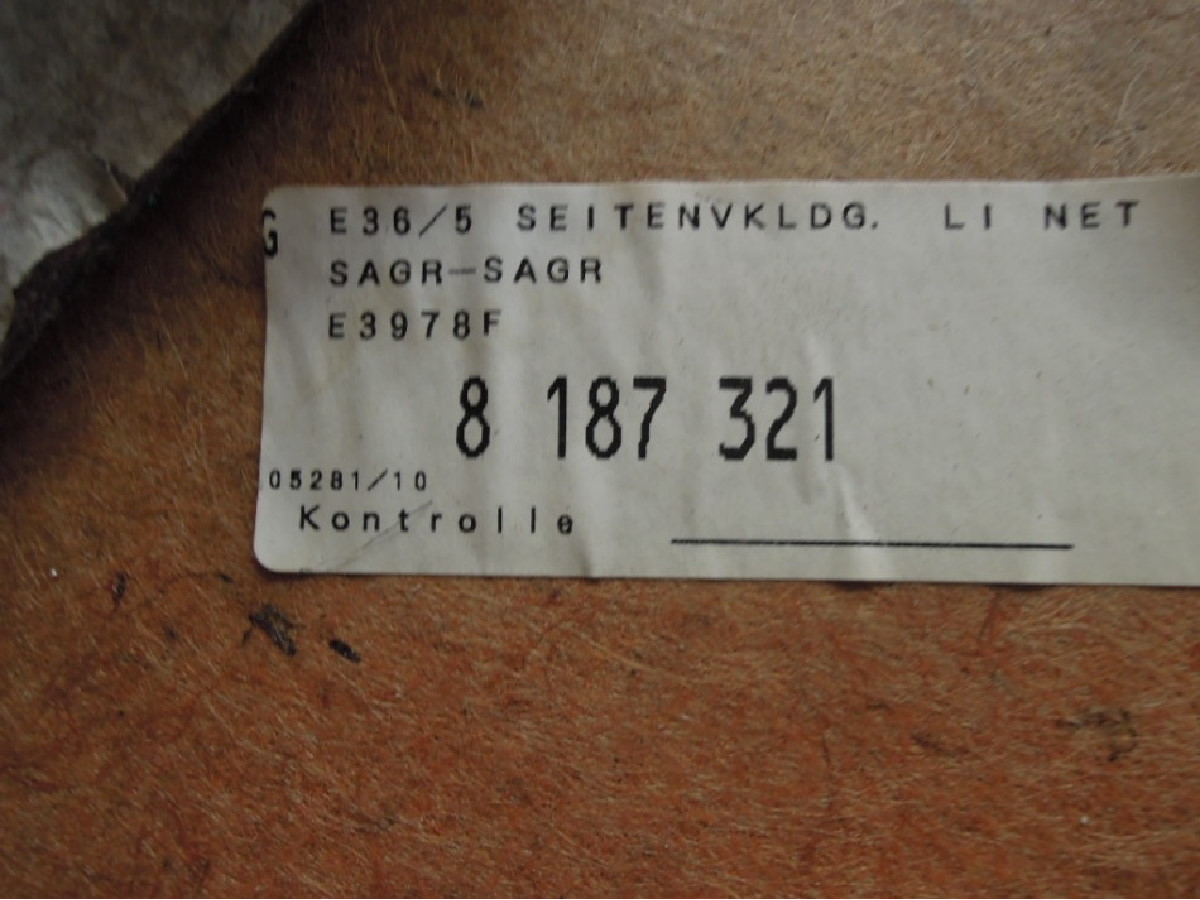 G E36/5 SEITENVKLDG. LI NET
SAGR-SAGR
E3978F
8 187 321
05281/10
Kontrolle